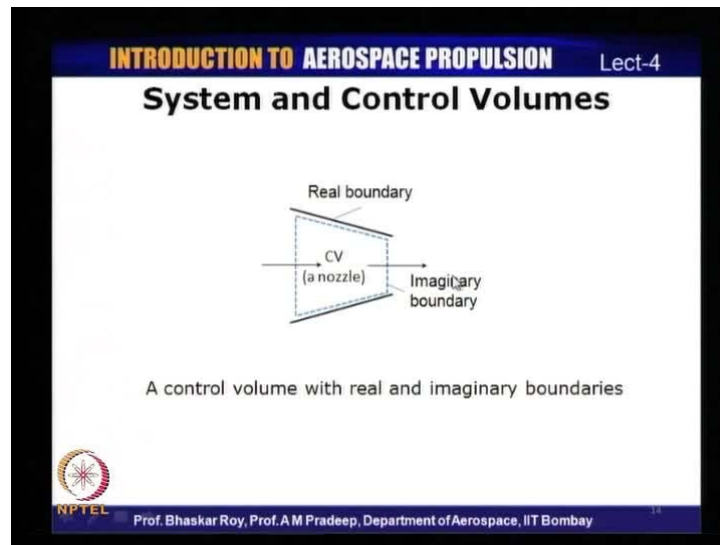 INTRODUCTION TO AEROSPACE PROPULSION Lect-4
System and Control Volumes
Real boundary
CV
(a nozzle)
Imaginary
boundary
A control volume with real and imaginary boundaries
NPTEL
Prof. Bhaskar Roy, Prof. A M Pradeep, Department of Aerospace, IIT Bombay
14